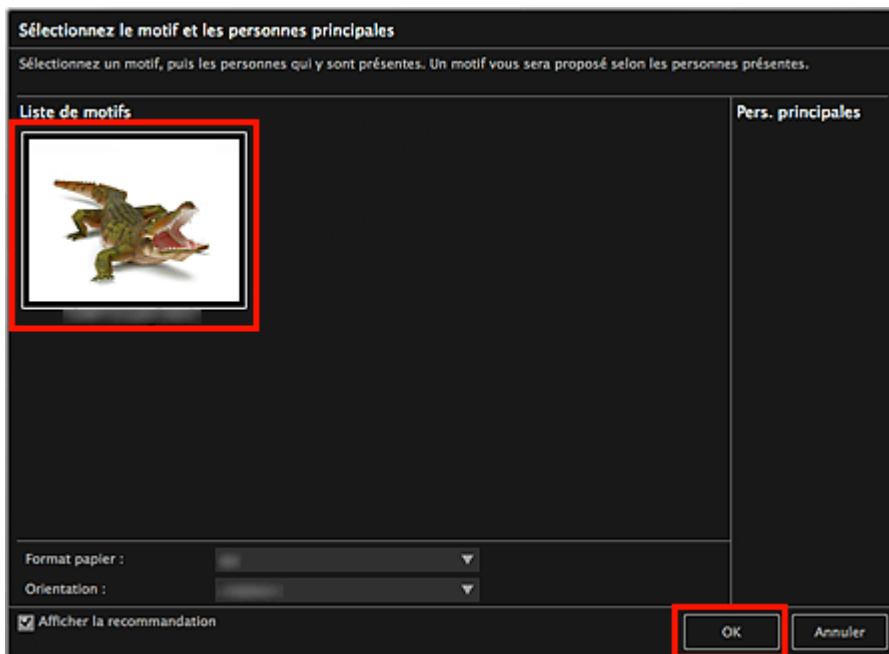 Sélectionnez le motif et les personnes principales
Sélectionnez un motif, puis les personnes qui y sont présentes. Un motif vous sera proposé selon les personnes présentes.
Liste de motifs
Pers. principales
Format papier :
Orientation :
Afficher la recommandation
OK
Annuler